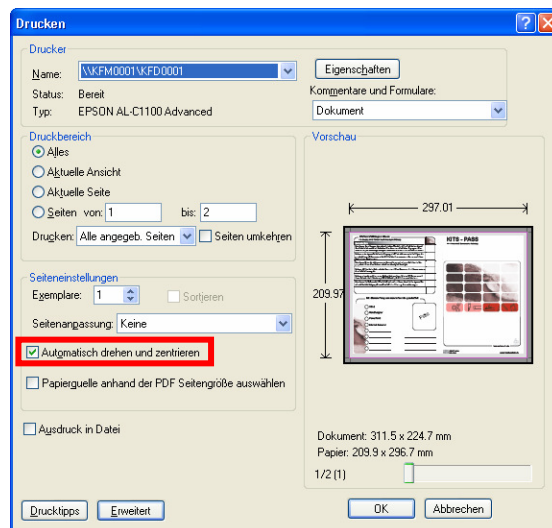 Drucken
Drucker
Name: \\KFM0001\KFD0001
Eigenschaften
Status: Bereit
Kommentare und Formulare:
Typ: EPSON AL-C1100 Advanced
Dokument
Druckbereich
Alles
Aktuelle Ansicht
Aktuelle Seite
Seiten von: 1 bis: 2
Drucken: Alle angegeb. Seiten Seiten umkehren
Seiteneinstellungen
Exemplare: 1 Sortieren
Seitenanpassung: Keine
Automatisch drehen und zentrieren
Papierquelle anhand der PDF Seitengröße auswählen
Ausdruck in Datei
Drucktipps Erweitert
Vorschau
297.01
209.97
KITS - PASS
Dokument: 311.5 x 224.7 mm
Papier: 209.9 x 296.7 mm
1/2 (1)
OK Abbrechen